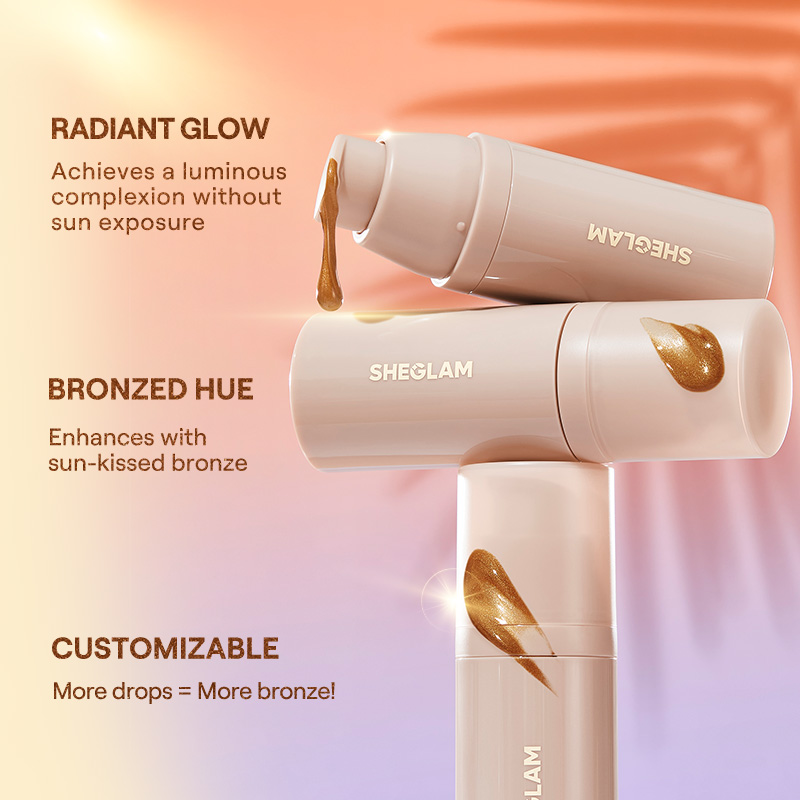 RADIANT GLOW
Achieves a luminous
complexion without
sun exposure
SHEGLAM
SHEGLAM
BRONZED HUE
Enhances with
sun-kissed bronze
CUSTOMIZABLE
More drops = More bronze!
GLAM